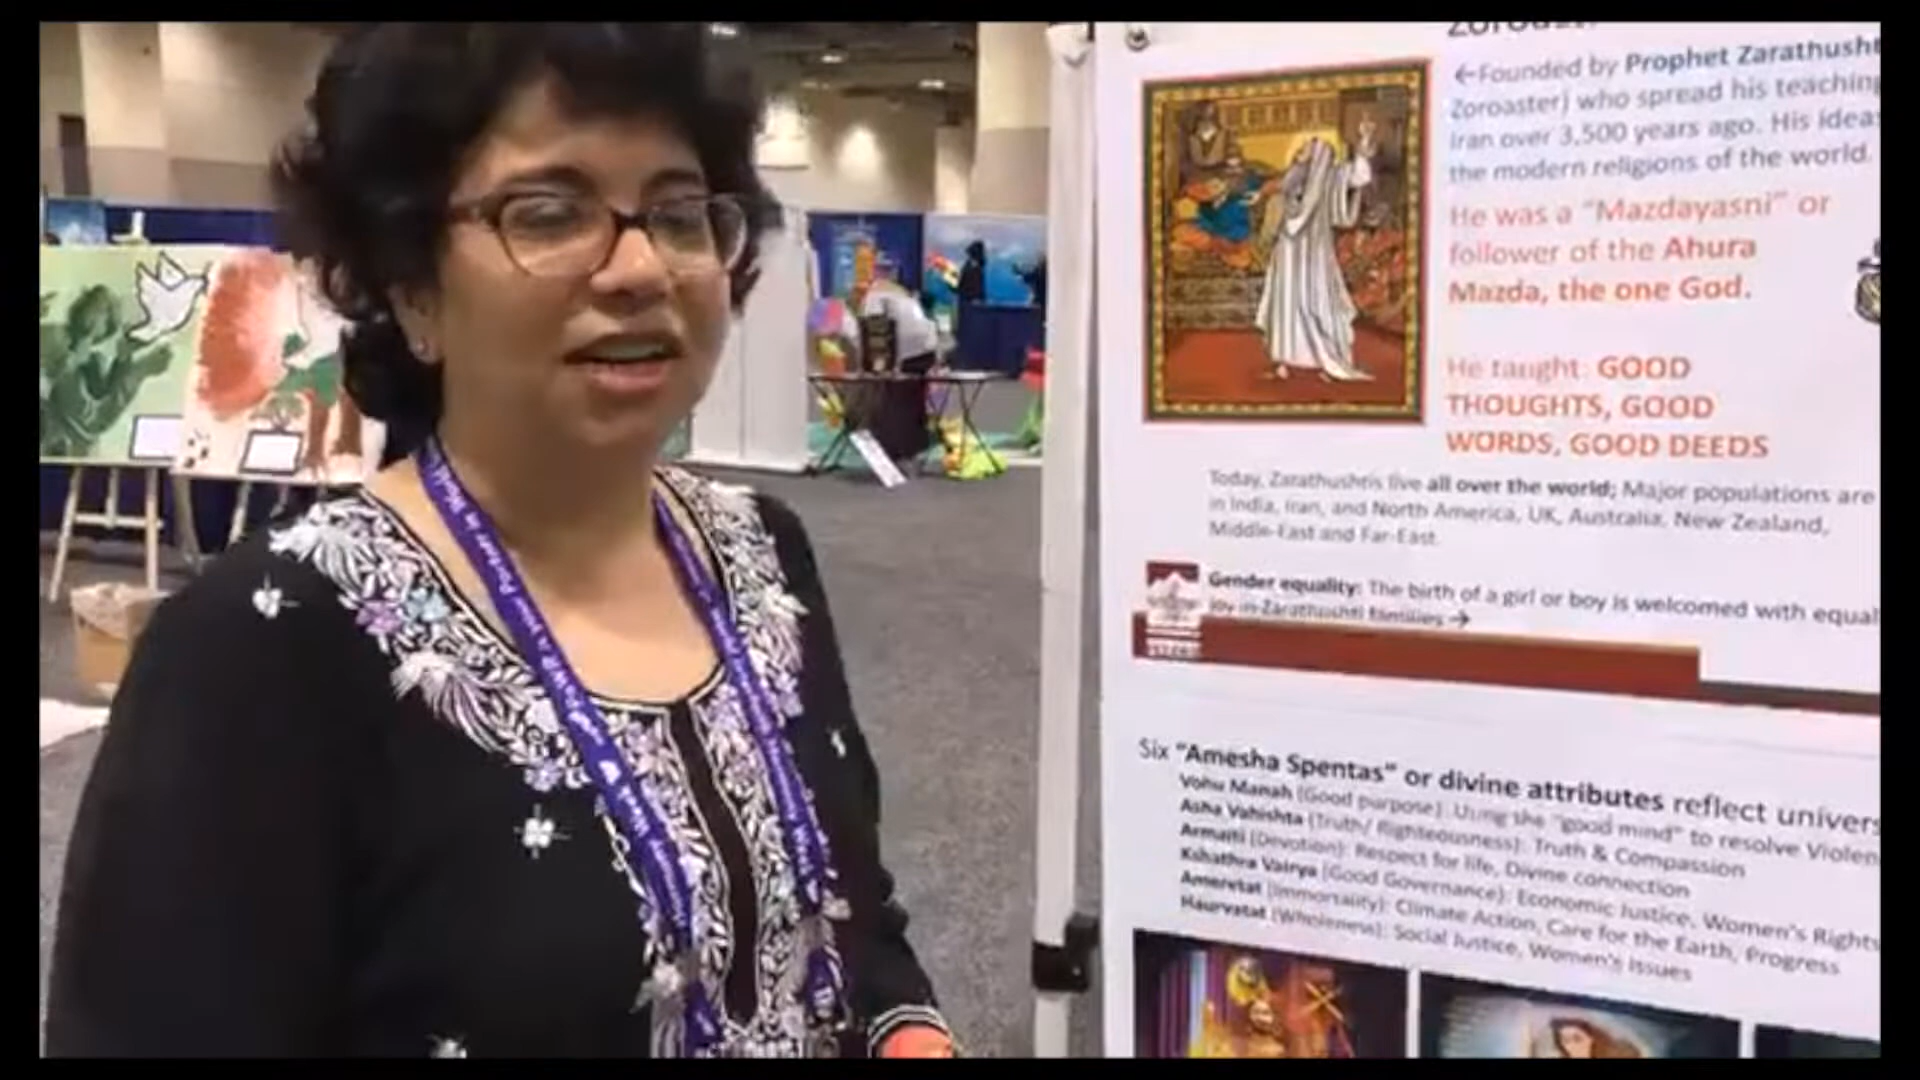 ←Founded by Prophet Zarathusht
Zoroaster) who spread his teaching
Iran over 3,500 years ago. His idea
the modern religions of the world.
He was a “Mazdayasni” or
follower of the Ahura
Mazda, the one God.
He taught: GOOD
THOUGHTS, GOOD
WORDS, GOOD DEEDS
Today, Zarathushtis live all over the world; Major populations are
in India, Iran, and North America, UK, Australia, New Zealand,
Middle-East and Far-East.
Gender equality: The birth of a girl or boy is welcomed with equal
joy in Zarathushti families →
Six “Amesha Spentas” or divine attributes reflect univers
Vohu Manah (Good purpose): Using the “good mind” to resolve Violen
Asha Vahishta (Truth/ Righteousness): Truth & Compassion
Armaiti (Devotion): Respect for life, Divine connection
Kshathra Vairya (Good Governance): Economic Justice, Women's Rights
Ameretat (Immortality): Climate Action, Care for the Earth, Progress
Haurvatat (Wholeness): Social Justice, Women's Issues